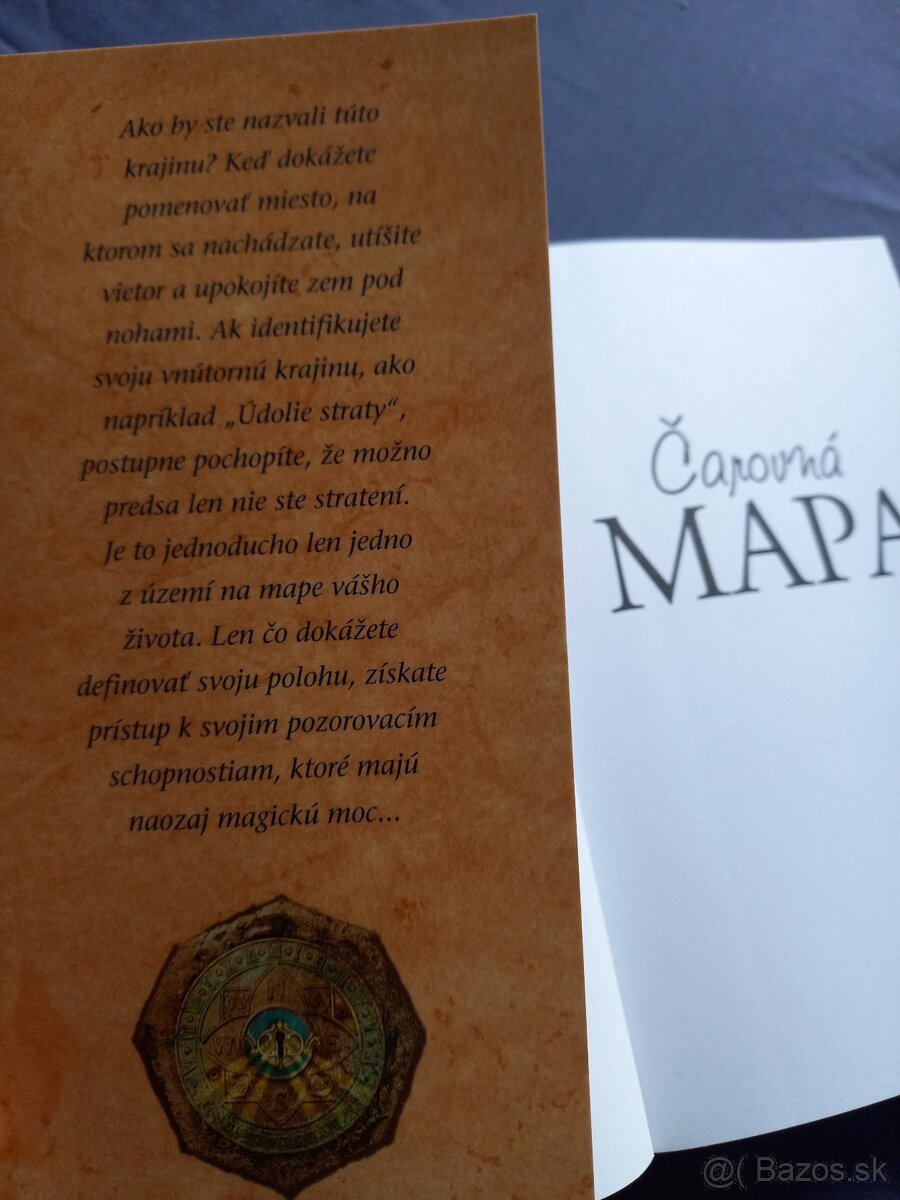 Ako by ste nazvali túto
krajinu? Keď dokážete
pomenovať miesto, na
ktorom sa nachádzate, utíšite
vietor a upokojíte zem pod
nohami. Ak identifikujete
svoju vnútornú krajinu, ako
napríklad „Údolie straty“,
postupne pochopíte, že možno
predsa len nie ste stratení.
Je to jednoducho len jedno
z území na mape vášho
života. Len čo dokážete
definovať svoju polohu, získate
prístup k svojim pozorovacím
schopnostiam, ktoré majú
naozaj magickú moc...
N
W E
S
Čarovná
MAPA
@( Bazos.sk